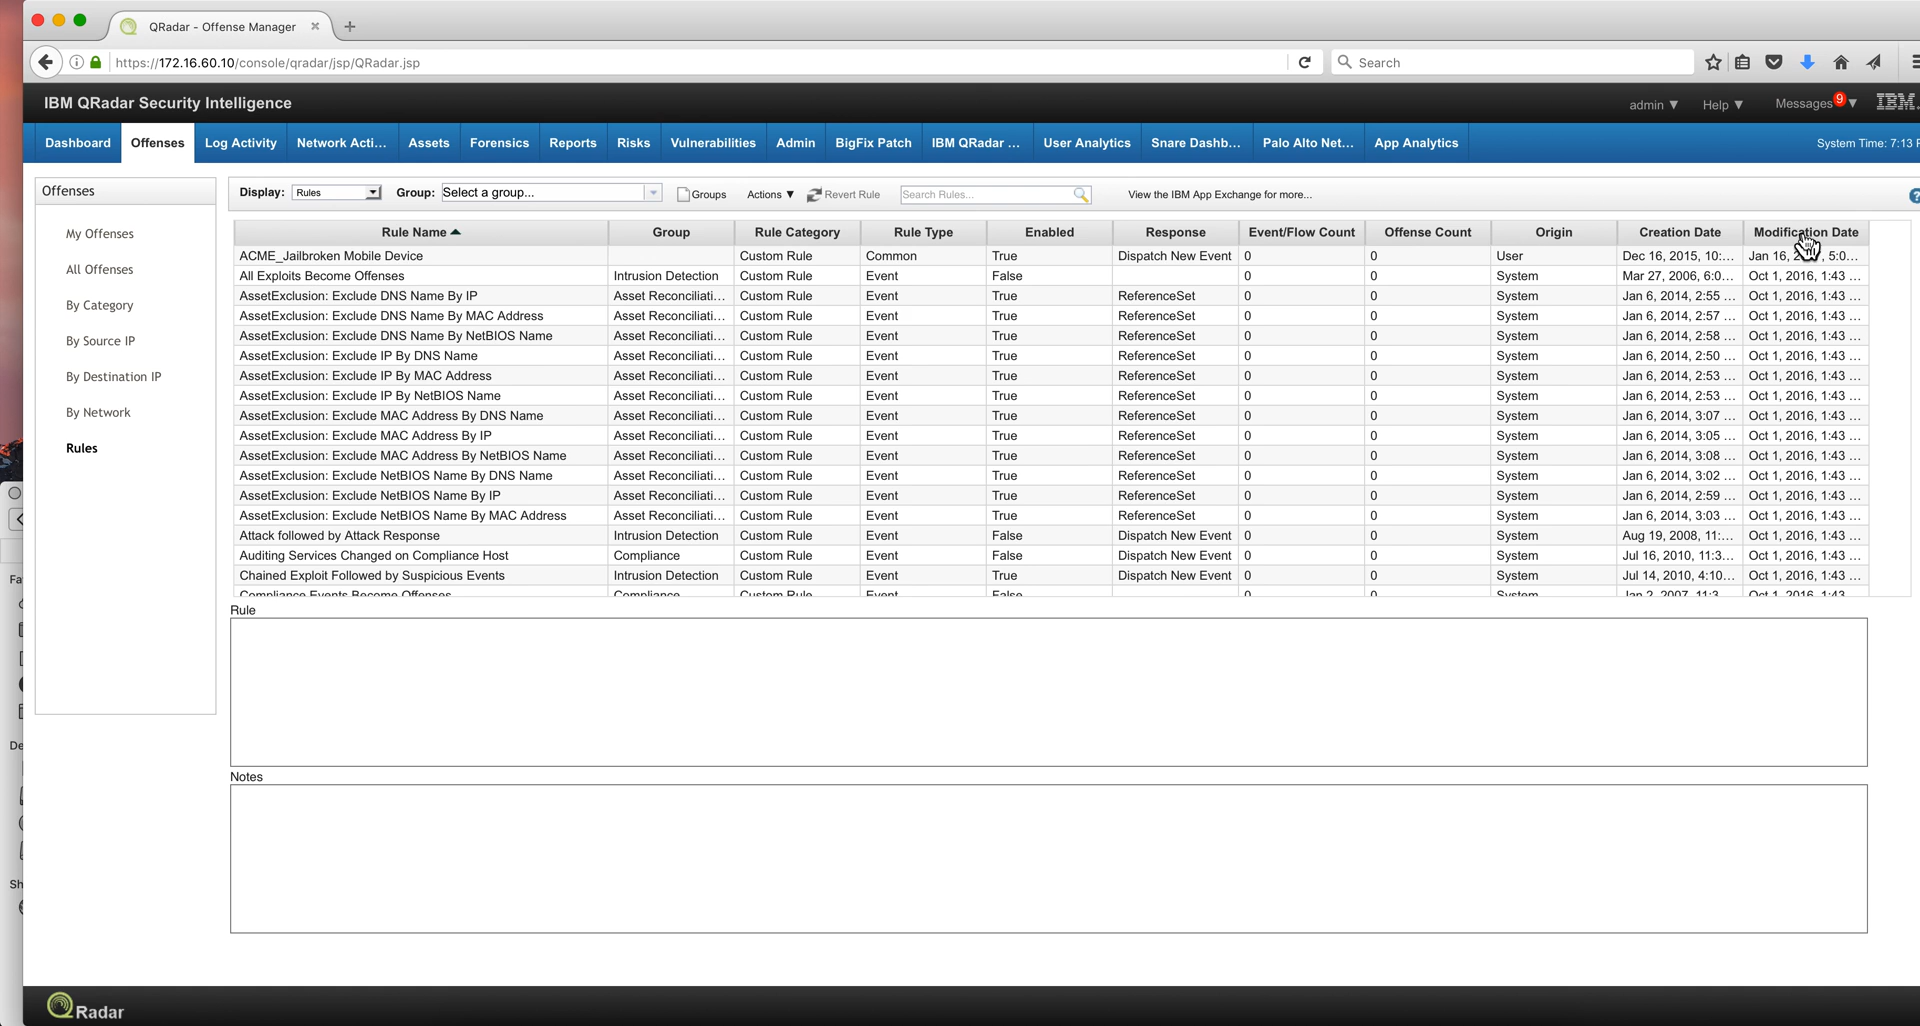 QRadar - Offense Manager
https://172.16.60.10/console/qradar/jsp/QRadar.jsp
Search
IBM QRadar Security Intelligence
admin ▼ Help ▼ Messages 9 ▼ IBM.
Dashboard Offenses Log Activity Network Acti... Assets Forensics Reports Risks Vulnerabilities Admin BigFix Patch IBM QRadar ... User Analytics Snare Dashb... Palo Alto Net... App Analytics System Time: 7:13
Offenses
My Offenses
All Offenses
By Category
By Source IP
By Destination IP
By Network
Rules
Display: Rules Group: Select a group... Groups Actions ▼ Revert Rule Search Rules... View the IBM App Exchange for more...
Rule Name Group Rule Category Rule Type Enabled Response Event/Flow Count Offense Count Origin Creation Date Modification Date
ACME_Jailbroken Mobile Device Custom Rule Common True Dispatch New Event 0 0 User Dec 16, 2015, 10:... Jan 16, , 5:0...
All Exploits Become Offenses Intrusion Detection Custom Rule Event False 0 0 System Mar 27, 2006, 6:0... Oct 1, 2016, 1:43 ...
AssetExclusion: Exclude DNS Name By IP Asset Reconciliati... Custom Rule Event True ReferenceSet 0 0 System Jan 6, 2014, 2:55 ... Oct 1, 2016, 1:43 ...
AssetExclusion: Exclude DNS Name By MAC Address Asset Reconciliati... Custom Rule Event True ReferenceSet 0 0 System Jan 6, 2014, 2:57 ... Oct 1, 2016, 1:43 ...
AssetExclusion: Exclude DNS Name By NetBIOS Name Asset Reconciliati... Custom Rule Event True ReferenceSet 0 0 System Jan 6, 2014, 2:58 ... Oct 1, 2016, 1:43 ...
AssetExclusion: Exclude IP By DNS Name Asset Reconciliati... Custom Rule Event True ReferenceSet 0 0 System Jan 6, 2014, 2:50 ... Oct 1, 2016, 1:43 ...
AssetExclusion: Exclude IP By MAC Address Asset Reconciliati... Custom Rule Event True ReferenceSet 0 0 System Jan 6, 2014, 2:53 ... Oct 1, 2016, 1:43 ...
AssetExclusion: Exclude IP By NetBIOS Name Asset Reconciliati... Custom Rule Event True ReferenceSet 0 0 System Jan 6, 2014, 2:53 ... Oct 1, 2016, 1:43 ...
AssetExclusion: Exclude MAC Address By DNS Name Asset Reconciliati... Custom Rule Event True ReferenceSet 0 0 System Jan 6, 2014, 3:07 ... Oct 1, 2016, 1:43 ...
AssetExclusion: Exclude MAC Address By IP Asset Reconciliati... Custom Rule Event True ReferenceSet 0 0 System Jan 6, 2014, 3:05 ... Oct 1, 2016, 1:43 ...
AssetExclusion: Exclude MAC Address By NetBIOS Name Asset Reconciliati... Custom Rule Event True ReferenceSet 0 0 System Jan 6, 2014, 3:08 ... Oct 1, 2016, 1:43 ...
AssetExclusion: Exclude NetBIOS Name By DNS Name Asset Reconciliati... Custom Rule Event True ReferenceSet 0 0 System Jan 6, 2014, 3:02 ... Oct 1, 2016, 1:43 ...
AssetExclusion: Exclude NetBIOS Name By IP Asset Reconciliati... Custom Rule Event True ReferenceSet 0 0 System Jan 6, 2014, 2:59 ... Oct 1, 2016, 1:43 ...
AssetExclusion: Exclude NetBIOS Name By MAC Address Asset Reconciliati... Custom Rule Event True ReferenceSet 0 0 System Jan 6, 2014, 3:03 ... Oct 1, 2016, 1:43 ...
Attack followed by Attack Response Intrusion Detection Custom Rule Event False Dispatch New Event 0 0 System Aug 19, 2008, 11:... Oct 1, 2016, 1:43 ...
Auditing Services Changed on Compliance Host Compliance Custom Rule Event False Dispatch New Event 0 0 System Jul 16, 2010, 11:3... Oct 1, 2016, 1:43 ...
Chained Exploit Followed by Suspicious Events Intrusion Detection Custom Rule Event True Dispatch New Event 0 0 System Jul 14, 2010, 4:10... Oct 1, 2016, 1:43 ...
Compliance Events Become Offenses Compliance Custom Rule Event False 0 0 System Jan 2, 2007, 11:3... Oct 1, 2016, 1:43 ...
Rule
Notes
Fa
De
Sh
QRadar